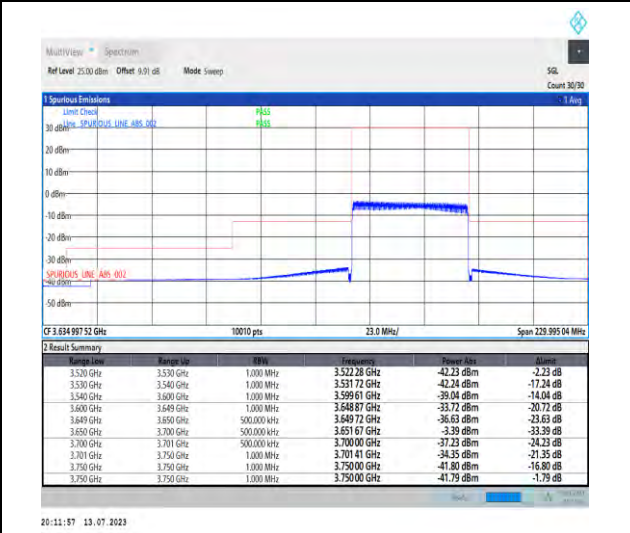 MultiView Spectrum
Ref Level 25.00 dBm Offset 9.91 dB Mode Sweep SGL
Count 30/30
1 Spurious Emissions 1 Avg
Limit Check PASS
Line SPURIOUS_LINE_ABS_002 PASS
30 dBm
20 dBm
10 dBm
0 dBm
-10 dBm
-20 dBm
-30 dBm
SPURIOUS_LINE_ABS_002
-40 dBm
-50 dBm
CF 3.634 997 52 GHz 10010 pts 23.0 MHz/ Span 229.995 04 MHz
2 Result Summary
Range Low Range Up RBW Frequency Power Abs ΔLimit
3.520 GHz 3.530 GHz 1.000 MHz 3.522 28 GHz -42.23 dBm -2.23 dB
3.530 GHz 3.540 GHz 1.000 MHz 3.531 72 GHz -42.24 dBm -17.24 dB
3.540 GHz 3.600 GHz 1.000 MHz 3.599 61 GHz -39.04 dBm -14.04 dB
3.600 GHz 3.649 GHz 1.000 MHz 3.648 87 GHz -33.72 dBm -20.72 dB
3.649 GHz 3.650 GHz 500.000 kHz 3.649 72 GHz -36.63 dBm -23.63 dB
3.650 GHz 3.700 GHz 500.000 kHz 3.651 67 GHz -3.39 dBm -33.39 dB
3.700 GHz 3.701 GHz 500.000 kHz 3.700 00 GHz -37.23 dBm -24.23 dB
3.701 GHz 3.750 GHz 1.000 MHz 3.701 41 GHz -34.35 dBm -21.35 dB
3.750 GHz 3.750 GHz 1.000 MHz 3.750 00 GHz -41.80 dBm -16.80 dB
3.750 GHz 3.750 GHz 1.000 MHz 3.750 00 GHz -41.79 dBm -1.79 dB
20:11:57 13.07.2023